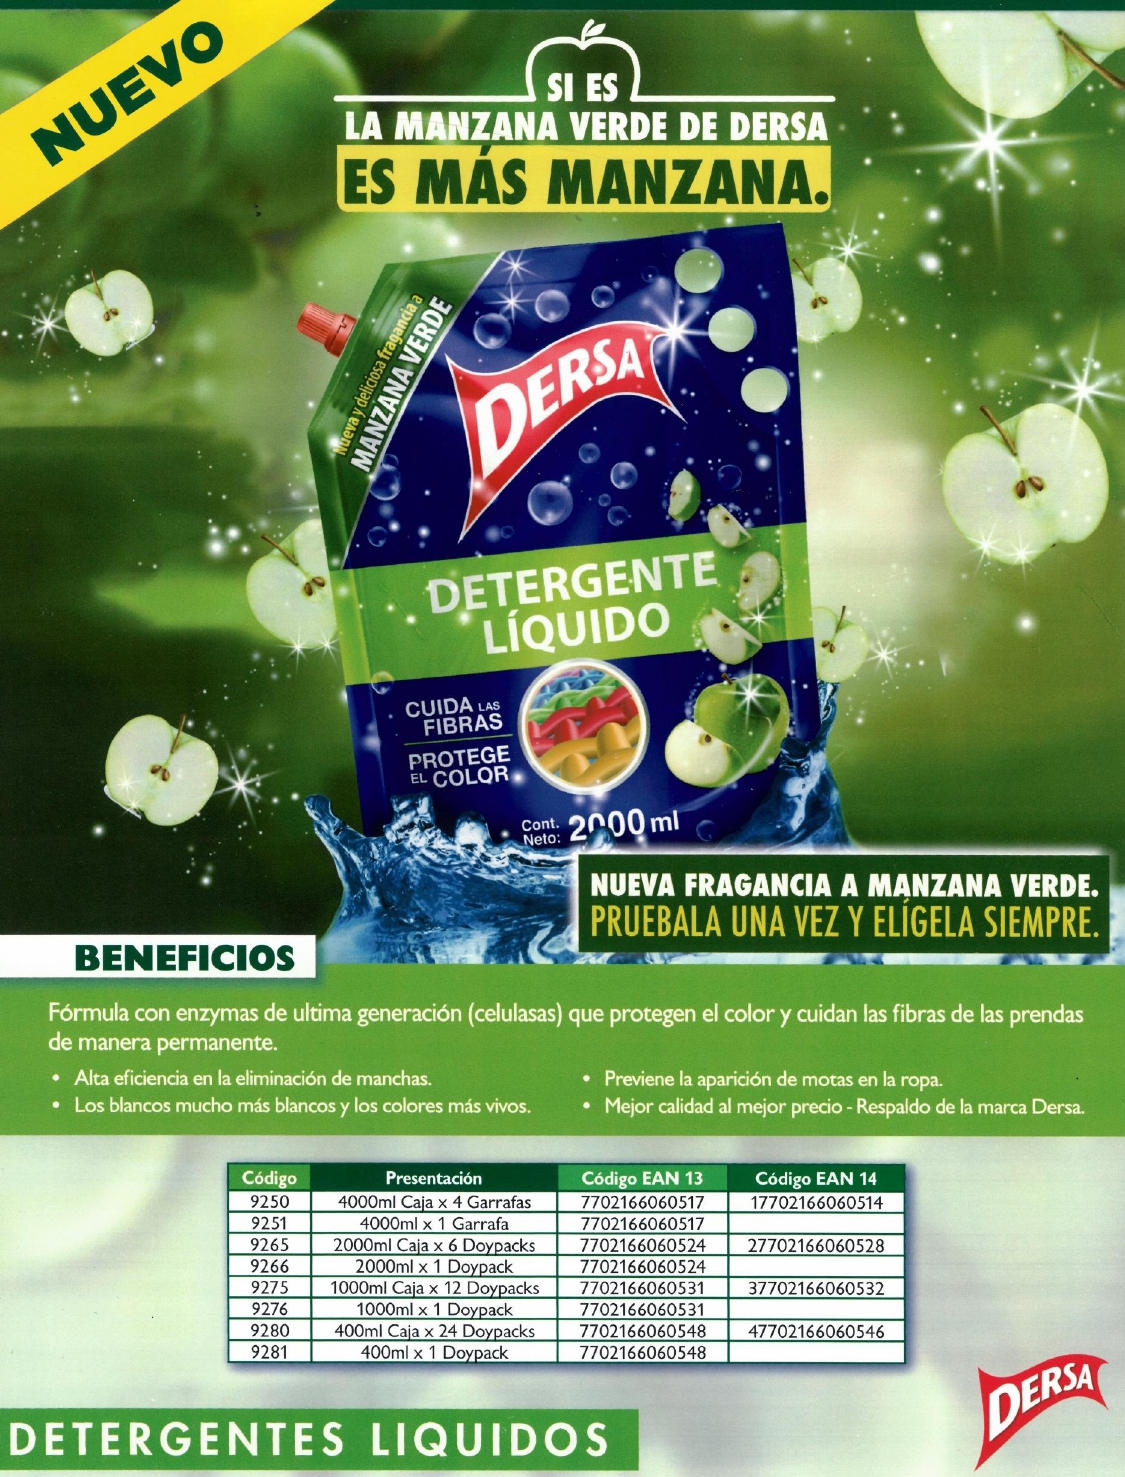 NUEVO
SI ES
LA MANZANA VERDE DE DERSA
ES MÁS MANZANA.
Nueva y deliciosa fragancia a
MANZANA VERDE
DERSA
DETERGENTE
LÍQUIDO
CUIDA LAS
FIBRAS
PROTEGE
EL COLOR
Cont.
Neto: 2000 ml
NUEVA FRAGANCIA A MANZANA VERDE.
PRUEBALA UNA VEZ Y ELÍGELA SIEMPRE.
BENEFICIOS
Fórmula con enzymas de ultima generación (celulasas) que protegen el color y cuidan las fibras de las prendas
de manera permanente.
• Alta eficiencia en la eliminación de manchas.
• Los blancos mucho más blancos y los colores más vivos.
• Previene la aparición de motas en la ropa.
• Mejor calidad al mejor precio - Respaldo de la marca Dersa.
Código Presentación Código EAN 13 Código EAN 14
9250 4000ml Caja x 4 Garrafas 7702166060517 17702166060514
9251 4000ml x 1 Garrafa 7702166060517
9265 2000ml Caja x 6 Doypacks 7702166060524 27702166060528
9266 2000ml x 1 Doypack 7702166060524
9275 1000ml Caja x 12 Doypacks 7702166060531 37702166060532
9276 1000ml x 1 Doypack 7702166060531
9280 400ml Caja x 24 Doypacks 7702166060548 47702166060546
9281 400ml x 1 Doypack 7702166060548
DERSA
DETERGENTES LIQUIDOS